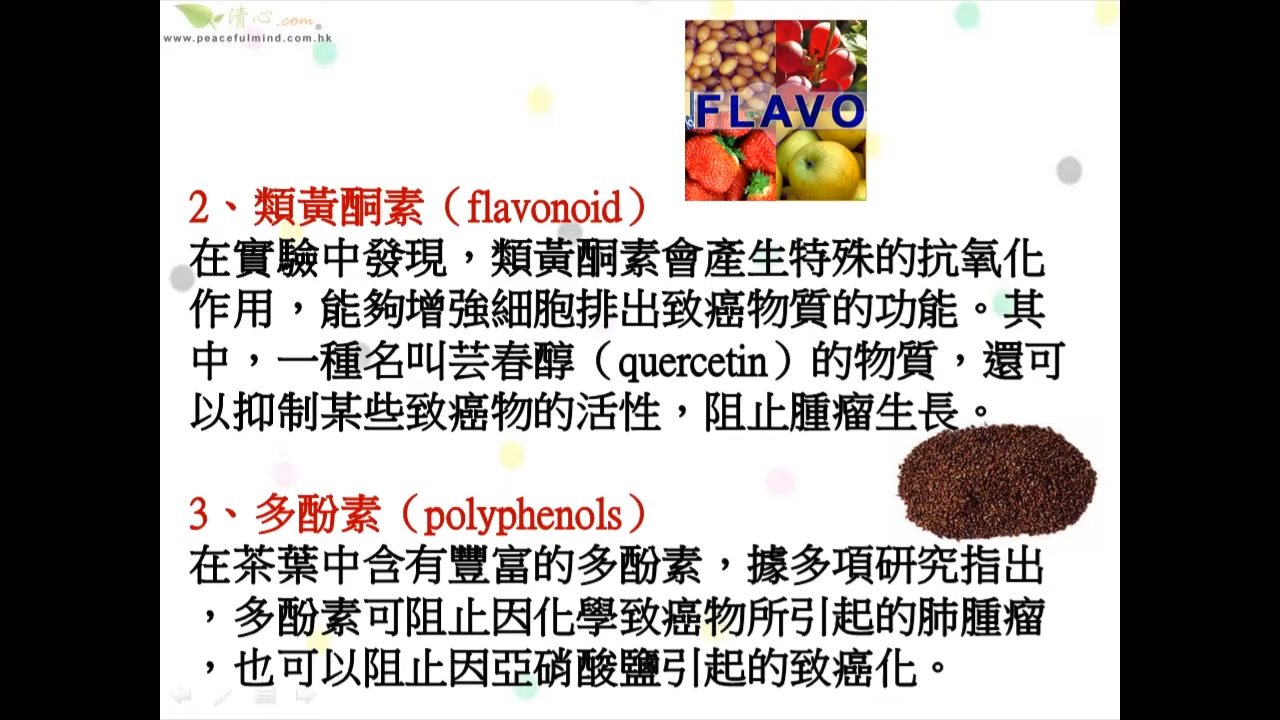 清心.com
www.peacefulmind.com.hk
FLAVO
2、類黃酮素（flavonoid）
在實驗中發現，類黃酮素會產生特殊的抗氧化
作用，能夠增強細胞排出致癌物質的功能。其
中，一種名叫芸春醇（quercetin）的物質，還可
以抑制某些致癌物的活性，阻止腫瘤生長。
3、多酚素（polyphenols）
在茶葉中含有豐富的多酚素，據多項研究指出
，多酚素可阻止因化學致癌物所引起的肺腫瘤
，也可以阻止因亞硝酸鹽引起的致癌化。